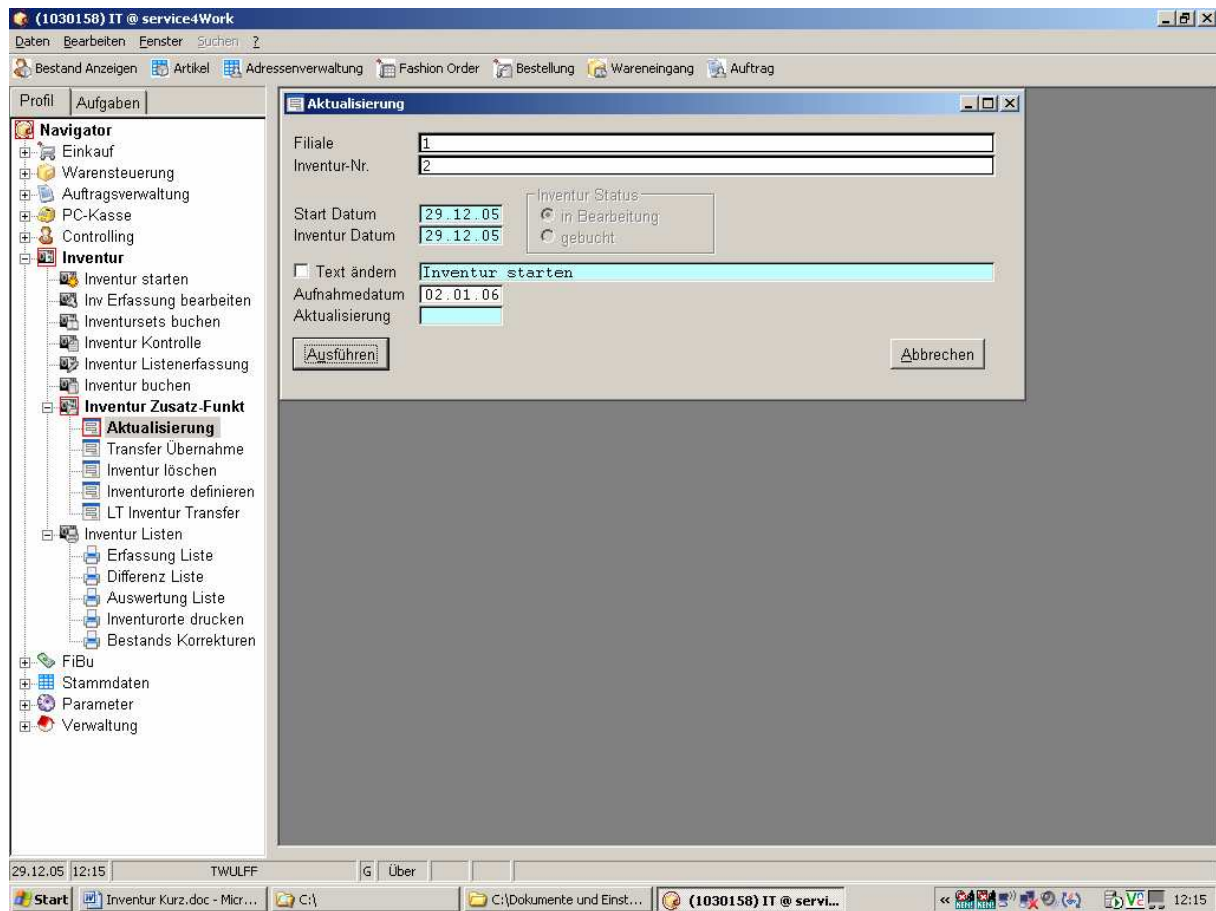 (1030158) IT @ service4Work
Daten Bearbeiten Fenster Suchen ?
Bestand Anzeigen Artikel Adressenverwaltung Fashion Order Bestellung Wareneingang Auftrag
Profil Aufgaben
Navigator
Einkauf
Warensteuerung
Auftragsverwaltung
PC-Kasse
Controlling
Inventur
Inventur starten
Inv Erfassung bearbeiten
Inventursets buchen
Inventur Kontrolle
Inventur Listenerfassung
Inventur buchen
Inventur Zusatz-Funkt
Aktualisierung
Transfer Übernahme
Inventur löschen
Inventurorte definieren
LT Inventur Transfer
Inventur Listen
Erfassung Liste
Differenz Liste
Auswertung Liste
Inventurorte drucken
Bestands Korrekturen
FiBu
Stammdaten
Parameter
Verwaltung
Aktualisierung
Filiale 1
Inventur-Nr. 2
Inventur Status
Start Datum 29.12.05 in Bearbeitung
Inventur Datum 29.12.05 gebucht
Text ändern Inventur starten
Aufnahmedatum 02.01.06
Aktualisierung
Ausführen Abbrechen
29.12.05 12:15 TWULFF G Über
Start Inventur Kurz.doc - Micr... C:\ C:\Dokumente und Einst... (1030158) IT @ servi... « 12:15